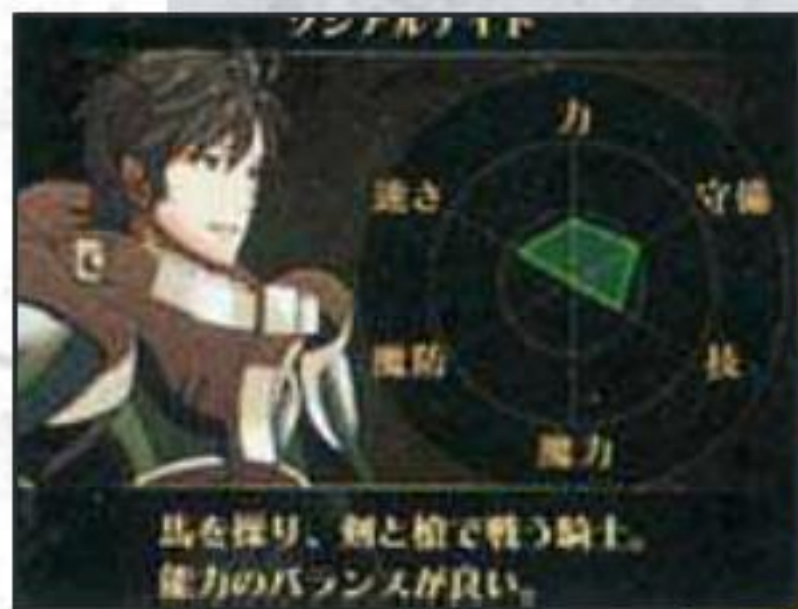 ソシアルナイト
力
速さ
守備
魔防
技
魔力
馬を操り、剣と槍で戦う騎士。
能力のバランスが良い。